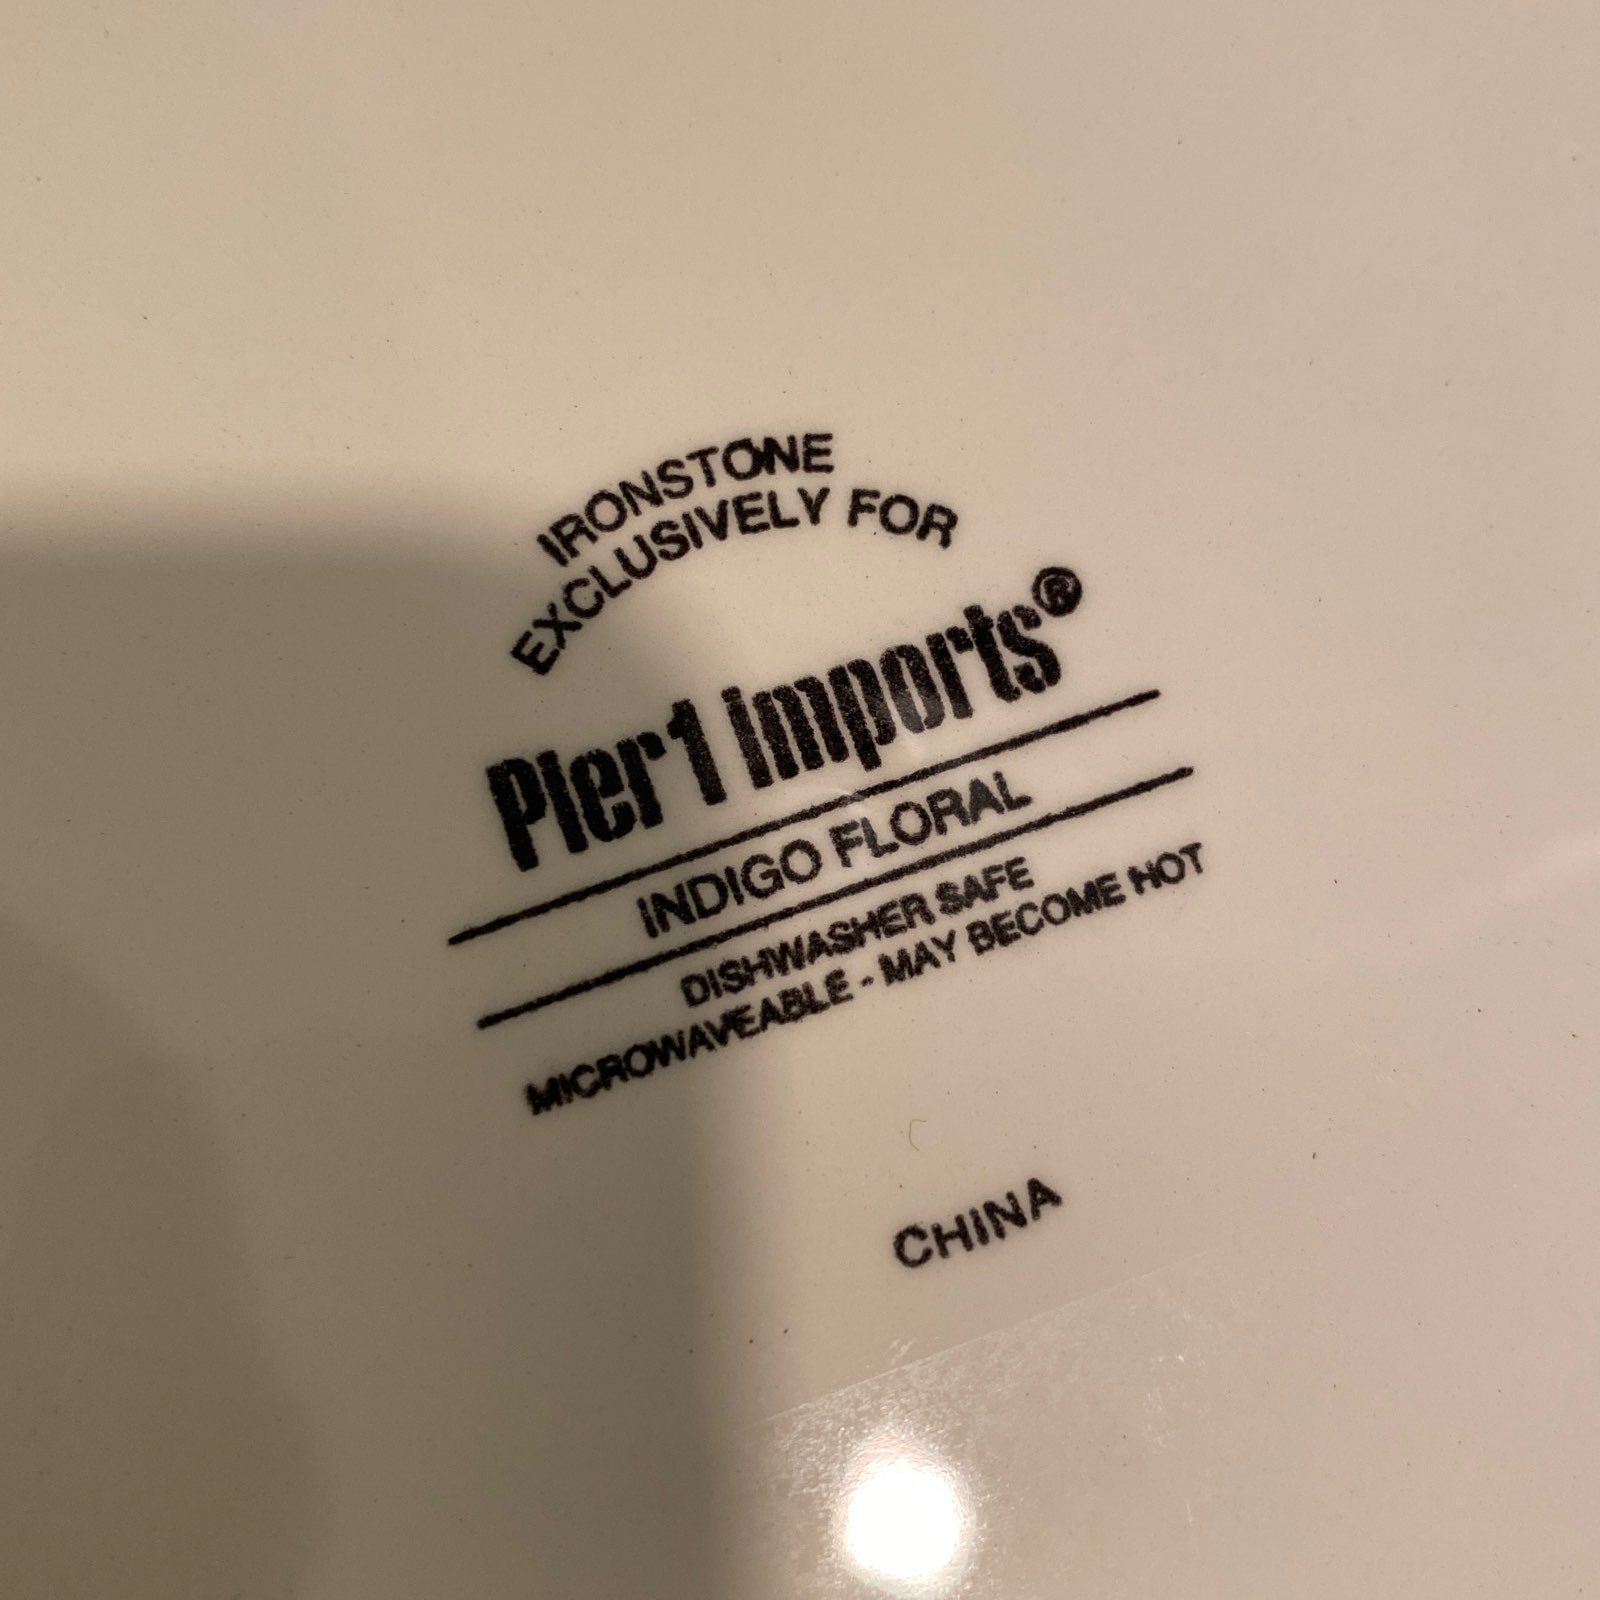 IRONSTONE
EXCLUSIVELY FOR
Pier 1 imports®
INDIGO FLORAL
DISHWASHER SAFE
MICROWAVEABLE - MAY BECOME HOT
CHINA